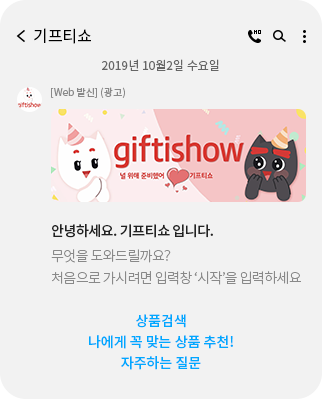 기프티쇼
HD
2019년 10월2일 수요일
giftishow
[Web 발신] (광고)
giftishow
널 위해 준비했어 기프티쇼
안녕하세요. 기프티쇼 입니다.
무엇을 도와드릴까요?
처음으로 가시려면 입력창 ‘시작’을 입력하세요
상품검색
나에게 꼭 맞는 상품 추천!
자주하는 질문